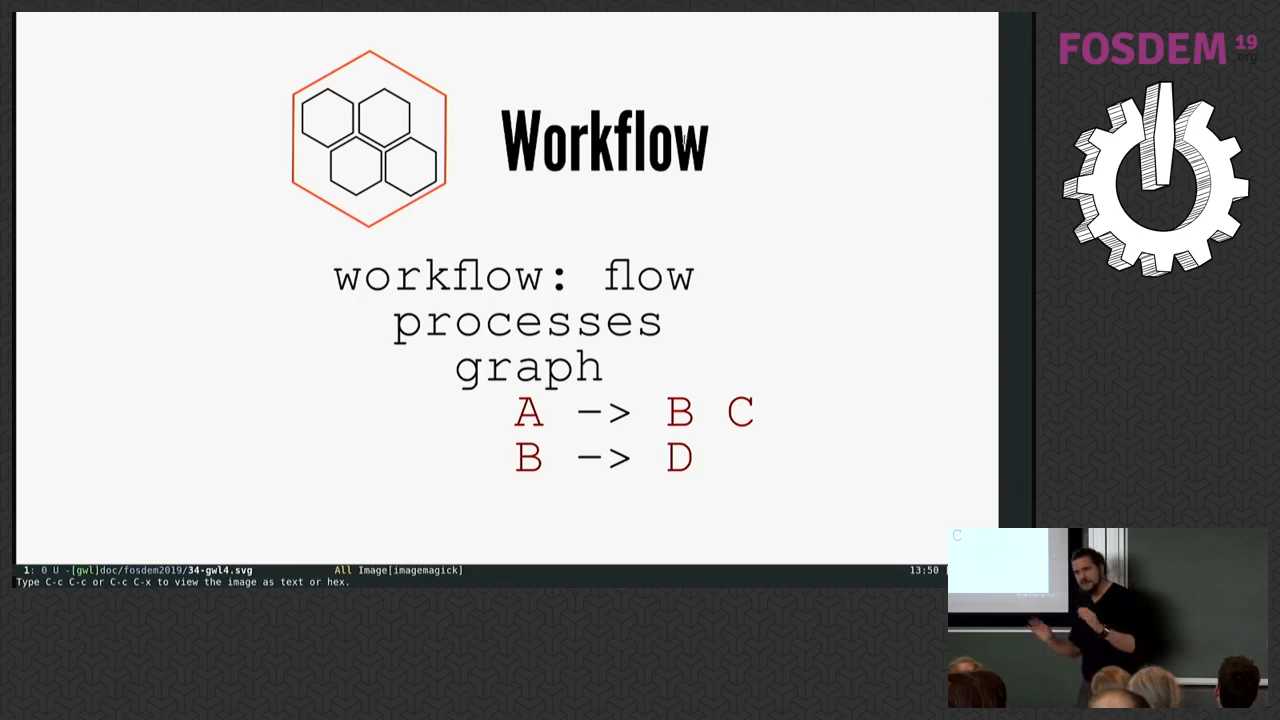 FOSDEM 19
.org
Workflow
workflow: flow
processes
graph
A -> B C
B -> D
1: 0 U -[gwl]doc/fosdem2019/34-gwl4.svg All Image[imagemagick] 13:50
Type C-c C-c or C-c C-x to view the image as text or hex.
C